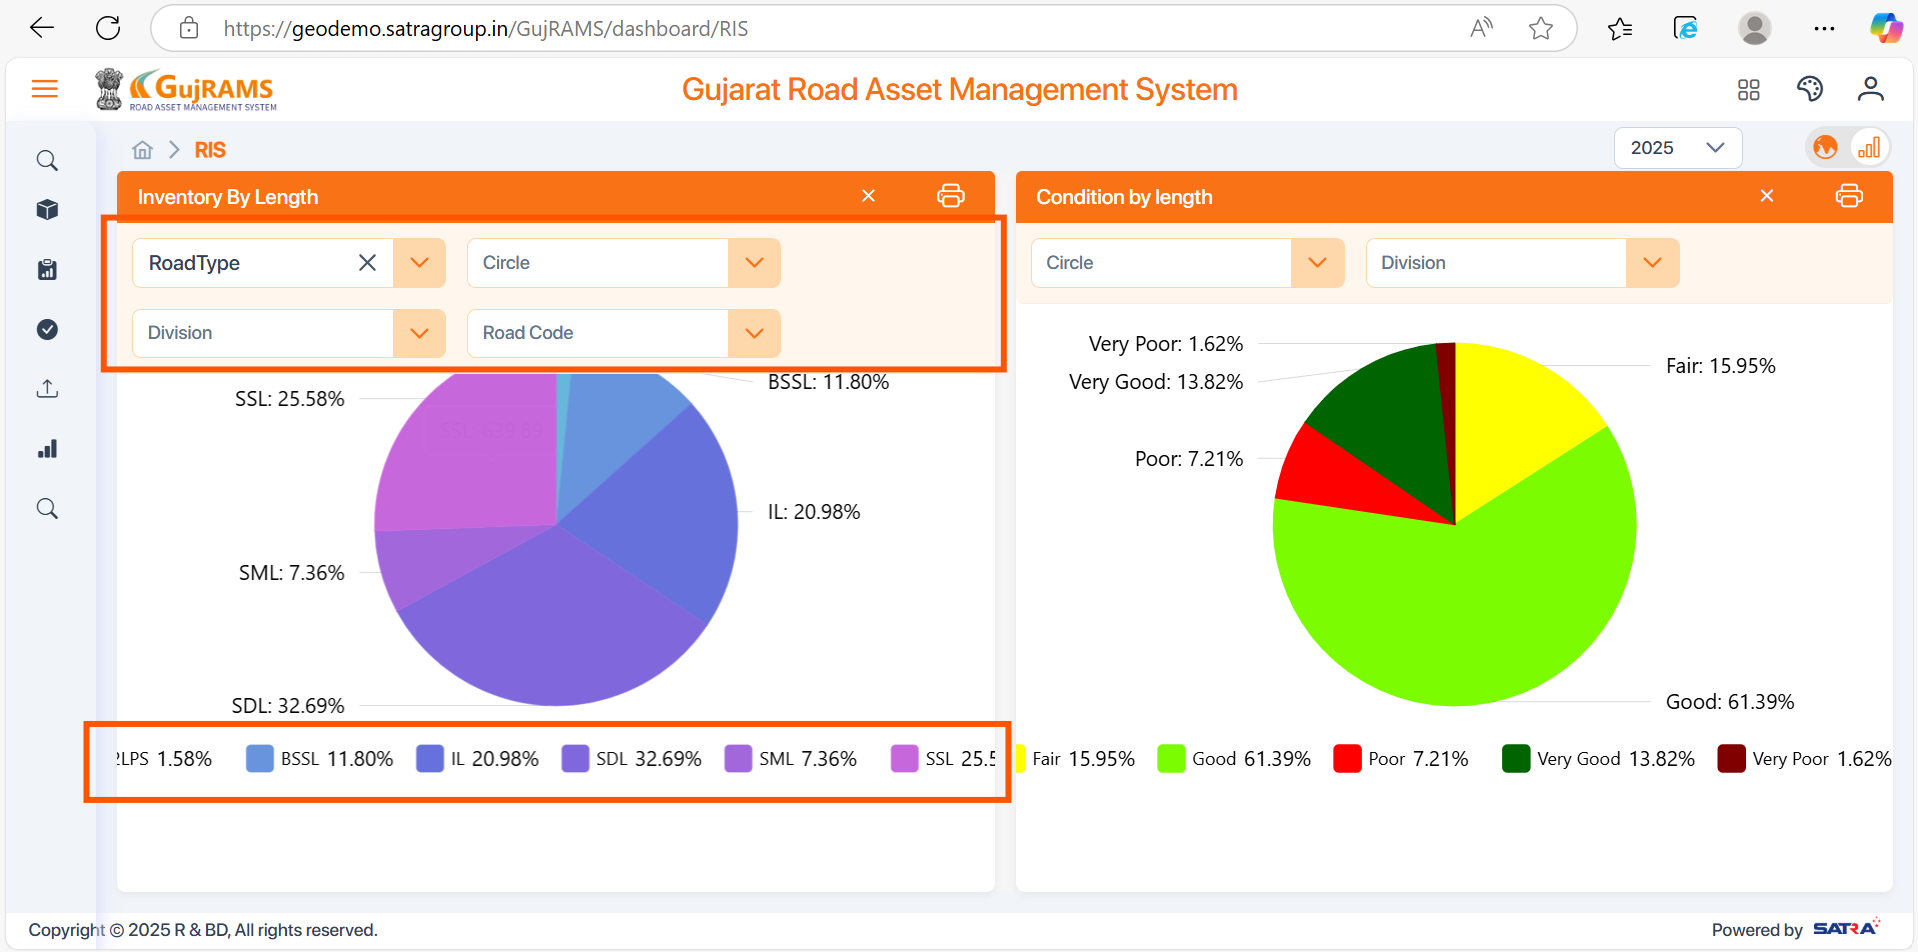 https://geodemo.satragroup.in/GujRAMS/dashboard/RIS
GujRAMS
ROAD ASSET MANAGEMENT SYSTEM
Gujarat Road Asset Management System
RIS
2025
Inventory By Length
RoadType
Circle
Division
Road Code
BSSL: 11.80%
SSL: 25.58%
IL: 20.98%
SML: 7.36%
SDL: 32.69%
LPS 1.58% BSSL 11.80% IL 20.98% SDL 32.69% SML 7.36% SSL 25.5
Condition by length
Circle
Division
Very Poor: 1.62%
Fair: 15.95%
Very Good: 13.82%
Poor: 7.21%
Good: 61.39%
Fair 15.95% Good 61.39% Poor 7.21% Very Good 13.82% Very Poor 1.62%
Copyright © 2025 R & BD, All rights reserved.
Powered by SATRA